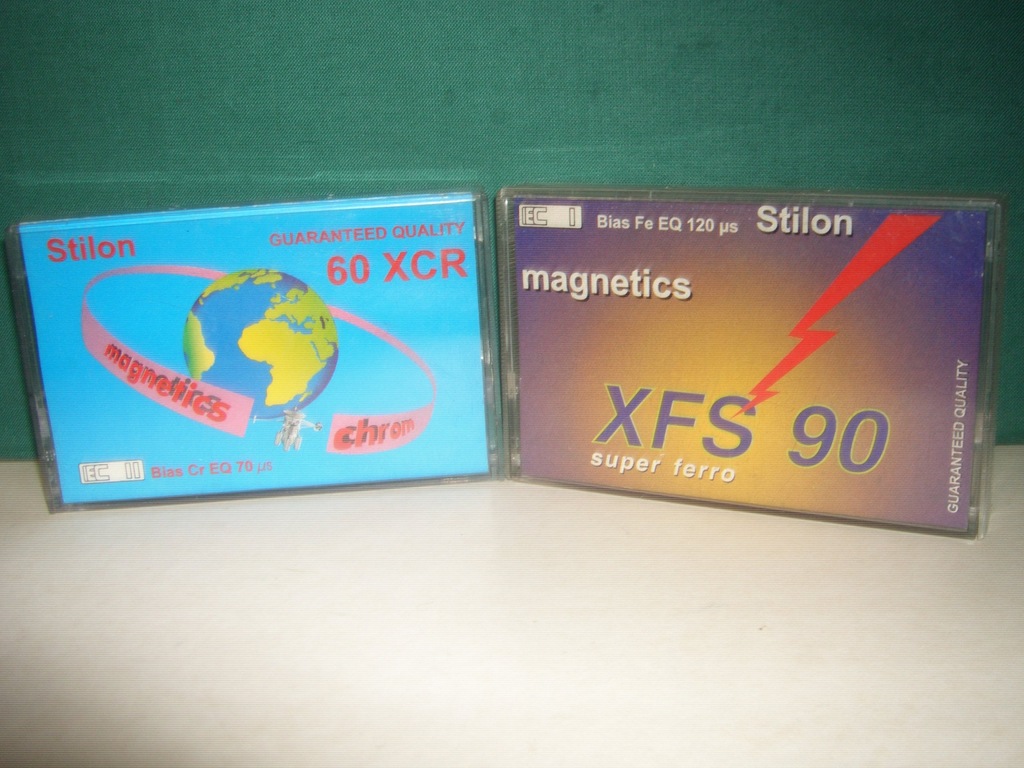 Stilon
GUARANTEED QUALITY
60 XCR
magnetics
chrom
IEC II Bias Cr EQ 70 µs
IEC I Bias Fe EQ 120 µs Stilon
magnetics
XFS 90
super ferro
GUARANTEED QUALITY